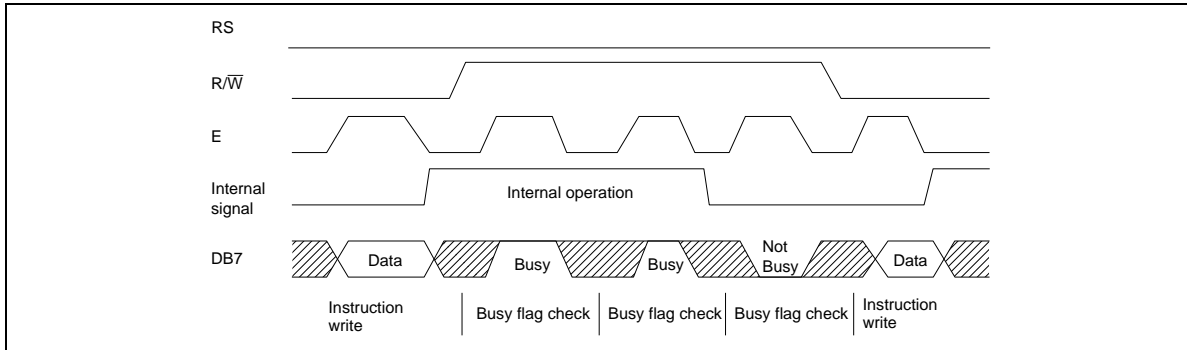 RS
R/W̅
E
Internal
signal
Internal operation
DB7
Data
Busy
Busy
Not
Busy
Data
Instruction
write
Busy flag check
Busy flag check
Busy flag check
Instruction
write